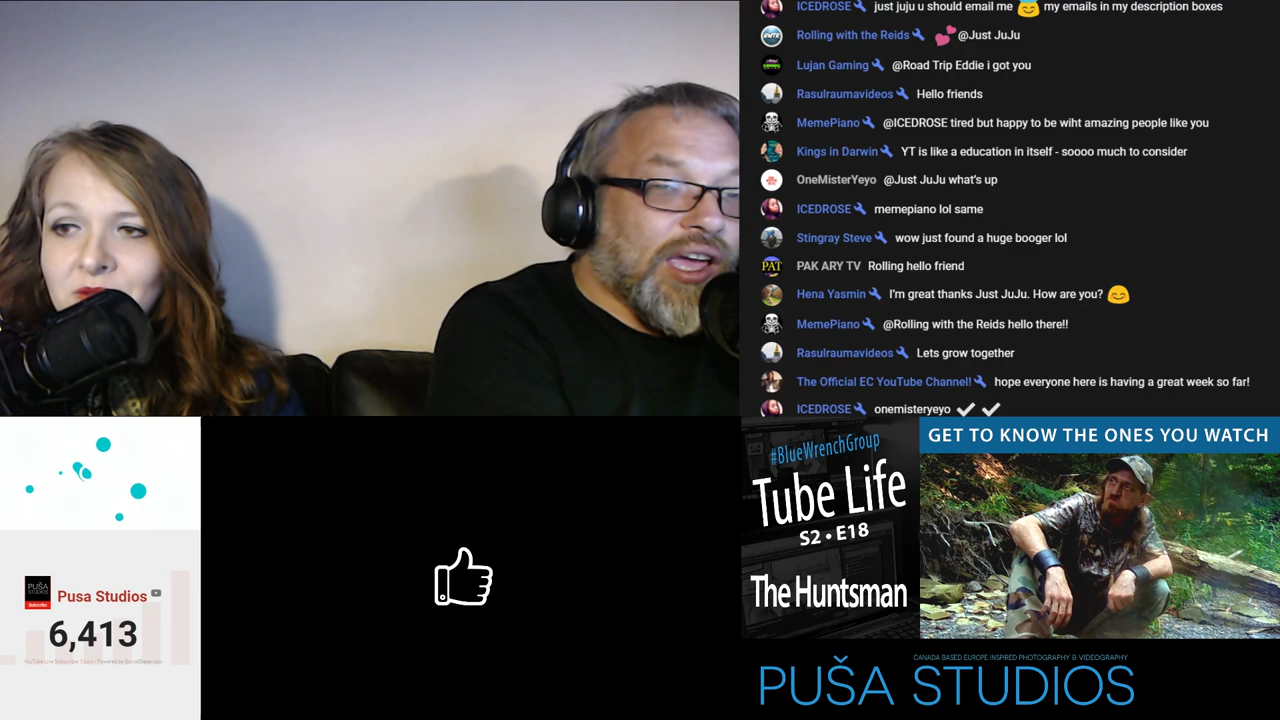 ICEDROSE just juju u should email me 😇 my emails in my description boxes
Rolling with the Reids 💕 @Just JuJu
Lujan Gaming @Road Trip Eddie i got you
Rasulraumavideos Hello friends
MemePiano @ICEDROSE tired but happy to be wiht amazing people like you
Kings in Darwin YT is like a education in itself - soooo much to consider
OneMisterYeyo @Just JuJu what's up
ICEDROSE memepiano lol same
Stingray Steve wow just found a huge booger lol
PAT PAK ARY TV Rolling hello friend
Hena Yasmin I'm great thanks Just JuJu. How are you? 😊
MemePiano @Rolling with the Reids hello there!!
Rasulraumavideos Lets grow together
The Official EC YouTube Channel! hope everyone here is having a great week so far!
ICEDROSE onemisteryeyo ✔ ✔
PUŠA
STUDIOS
Subscribe
Pusa Studios
6,413
#BlueWrenchGroup
Tube Life
S2 • E18
The Huntsman
GET TO KNOW THE ONES YOU WATCH
CANADA BASED EUROPE INSPIRED PHOTOGRAPHY & VIDEOGRAPHY
PUŠA STUDIOS